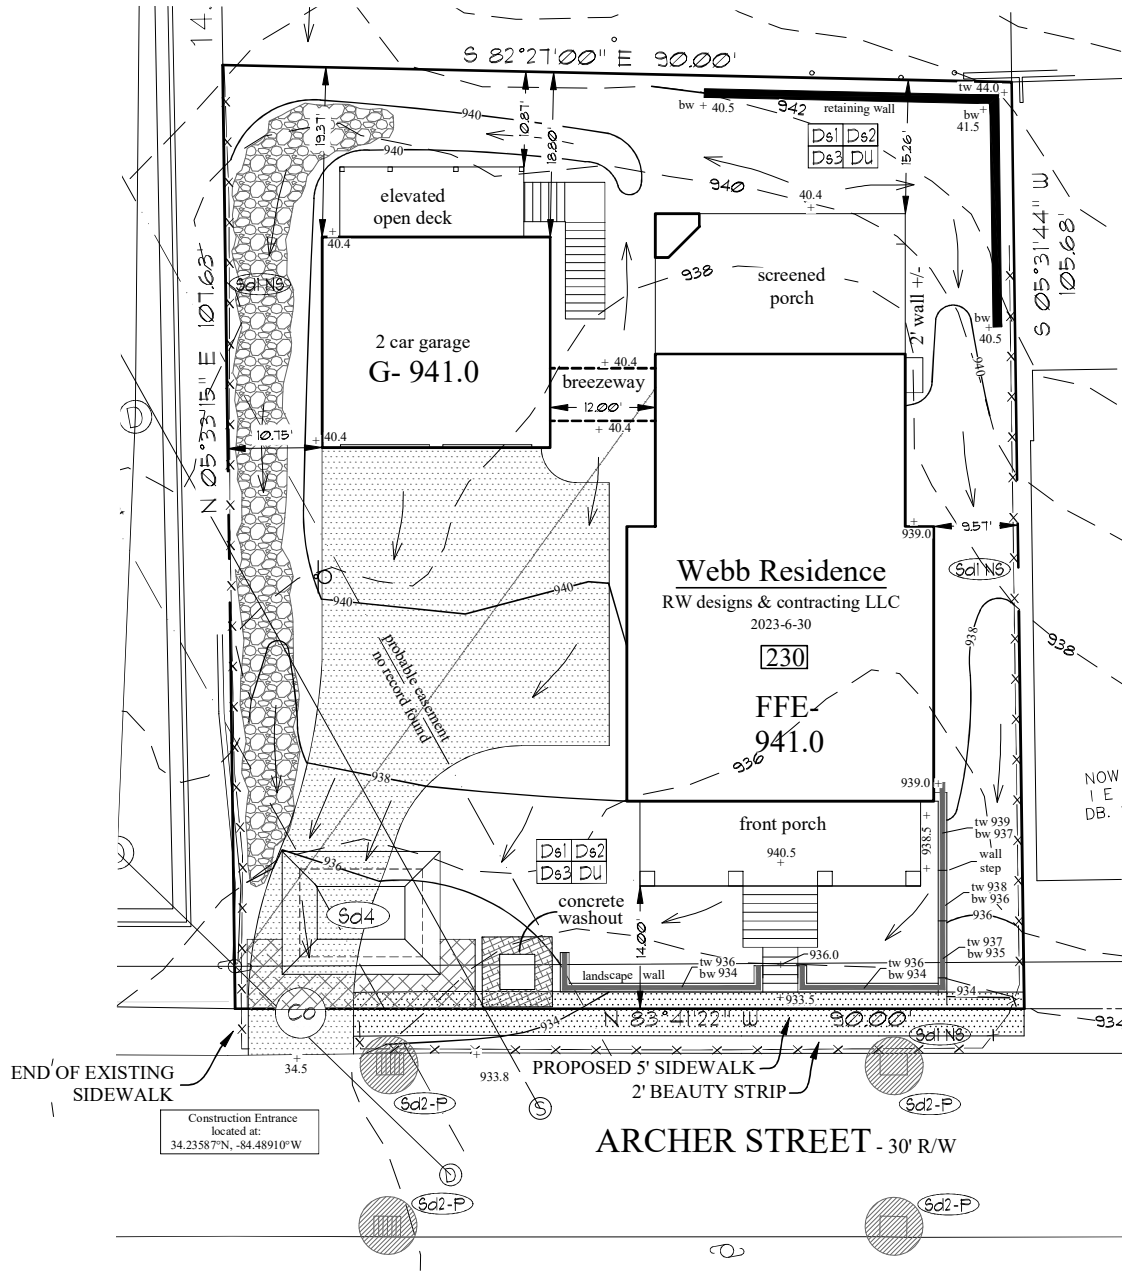 14.
S 82°27'00" E 90.00'
tw 44.0
bw 40.5
942
retaining wall
bw
41.5
940
19.37'
10.87'
18.80'
15.26'
Ds1 Ds2
Ds3 DU
940
940
40.4
elevated
open deck
40.4
938
screened
porch
S 05°31'44" W
105.68'
N 05°33'15" E 107.63'
Sd1 NS
2' wall +/-
bw
40.5
2 car garage
G- 941.0
40.4
breezeway
12.00'
40.4
940
D
10.75'
40.4
939.0
9.57'
Sd1 NS
Webb Residence
RW designs & contracting LLC
2023-6-30
230
FFE-
941.0
940
940
938
938
probable easement
no record found
936
938
939.0
NOW
I E
DB.
front porch
940.5
938.5
tw 939
bw 937
wall
step
tw 938
bw 936
936
tw 937
bw 935
Ds1 Ds2
Ds3 DU
936
Sd4
concrete
washout
14.00'
936.0
tw 936
bw 934
landscape wall
tw 936
bw 934
934
933.5
Co
934
N 83°41'22" W 90.00'
934
Sd1 NS
END OF EXISTING
SIDEWALK
34.5
933.8
PROPOSED 5' SIDEWALK
2' BEAUTY STRIP
Sd2-P
S
Sd2-P
Construction Entrance
located at:
34.23587°N, -84.48910°W
ARCHER STREET - 30' R/W
D
Sd2-P
Sd2-P